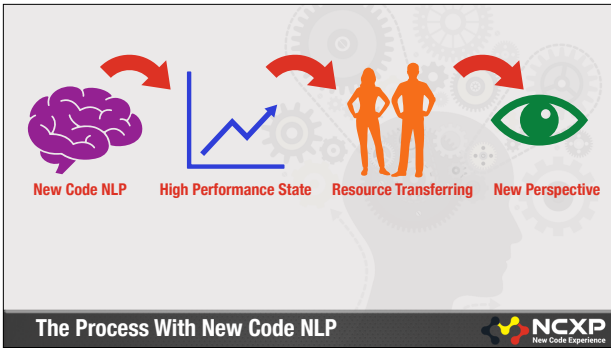 New Code NLP
High Performance State
Resource Transferring
New Perspective
The Process With New Code NLP
NCXP
New Code Experience